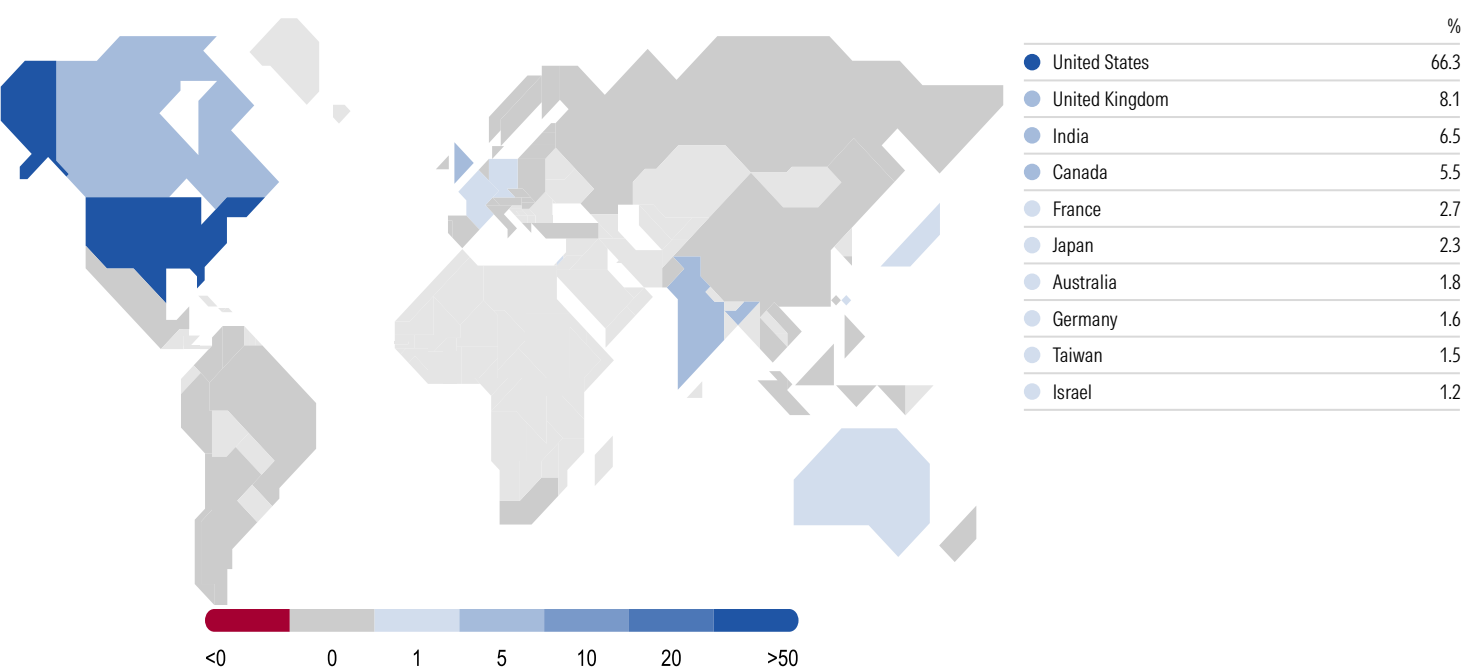 %
United States 66.3
United Kingdom 8.1
India 6.5
Canada 5.5
France 2.7
Japan 2.3
Australia 1.8
Germany 1.6
Taiwan 1.5
Israel 1.2
<0 0 1 5 10 20 >50